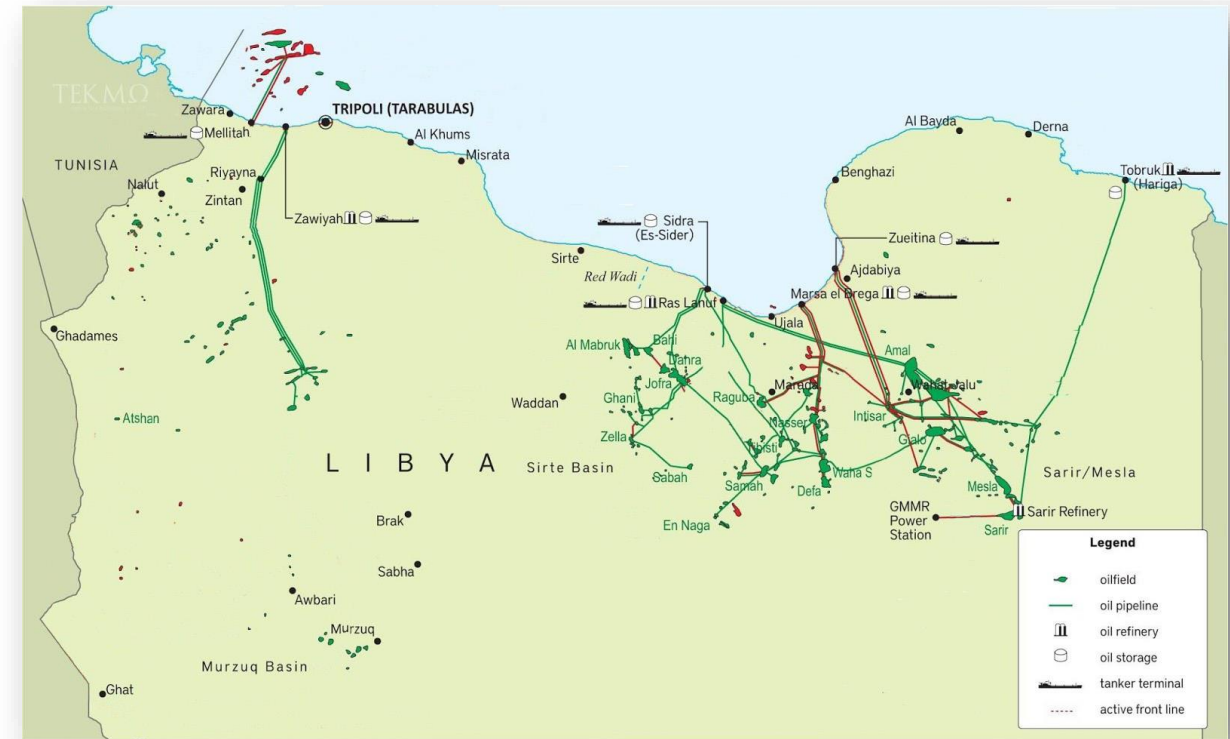 TEKMΩ
Zawara
TRIPOLI (TARABULAS)
Mellitah
Al Khums
Misrata
TUNISIA
Riyayna
Nalut
Zintan
Zawiyah
Al Bayda
Derna
Benghazi
Tobruk
(Hariga)
Sidra
(Es-Sider)
Zueitina
Sirte
Red Wadi
Ajdabiya
Ras Lanuf
Marsa el Brega
Ujala
Ghadames
Al Mabruk
Bahi
Dahra
Jofra
Amal
Ghani
Waddan
Raguba
Marada
Nasser
Intisar
Atshan
Zella
Tibisti
Gialo
LIBYA
Sirte Basin
Sabah
Samah
Waha S
Defa
Mesla
Sarir/Mesla
En Naga
GMMR
Power
Station
Sarir
Sarir Refinery
Brak
Sabha
Awbari
Murzuq
Murzuq Basin
Ghat
Legend
oilfield
oil pipeline
oil refinery
oil storage
tanker terminal
active front line